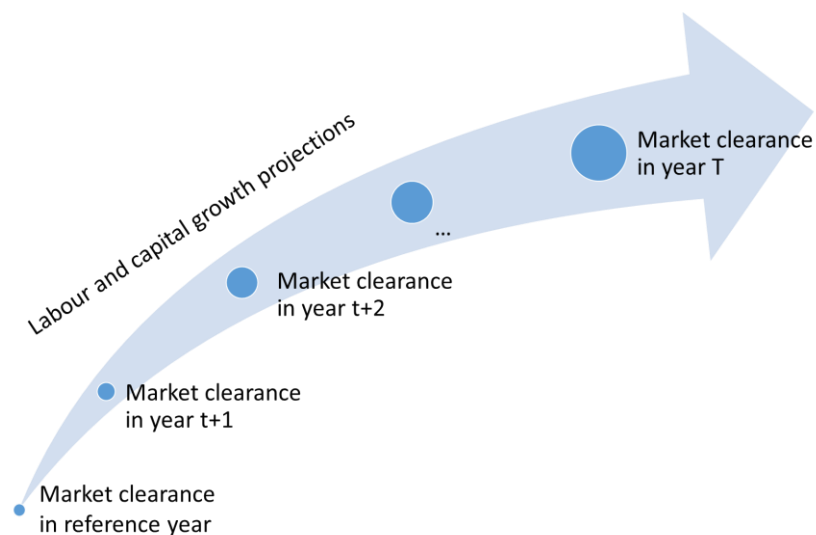 Labour and capital growth projections
Market clearance
in year T
...
Market clearance
in year t+2
Market clearance
in year t+1
Market clearance
in reference year